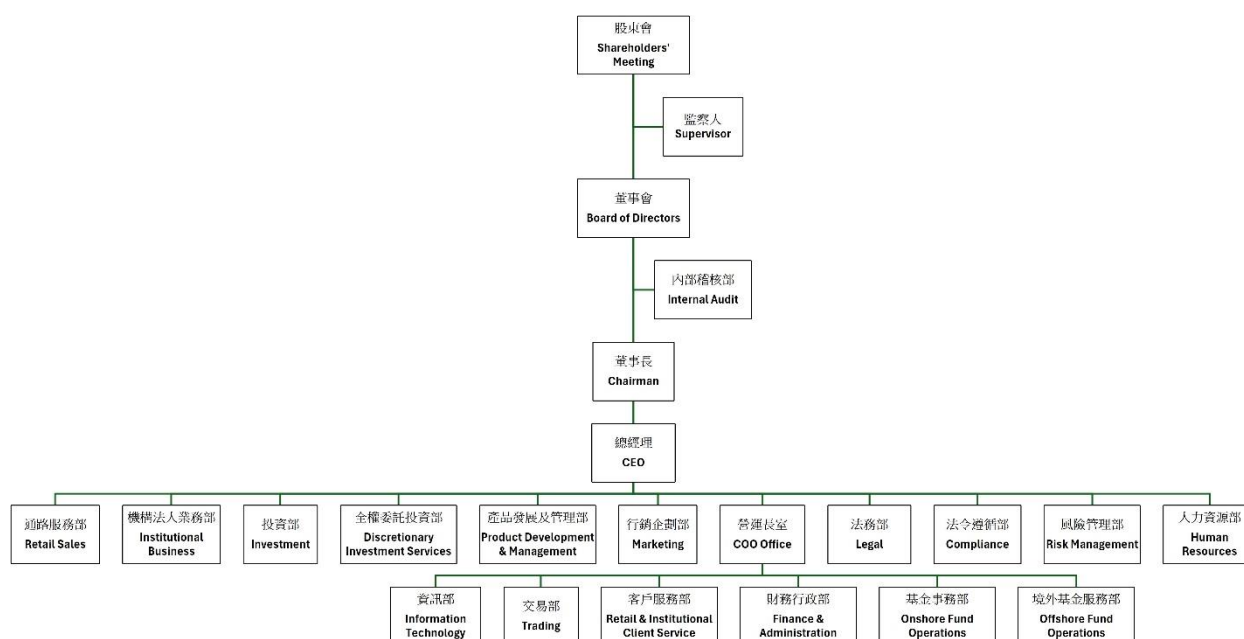 股東會
Shareholders'
Meeting
監察人
Supervisor
董事會
Board of Directors
內部稽核部
Internal Audit
董事長
Chairman
總經理
CEO
通路服務部
Retail Sales
機構法人業務部
Institutional
Business
投資部
Investment
全權委託投資部
Discretionary
Investment Services
產品發展及管理部
Product Development
& Management
行銷企劃部
Marketing
營運長室
COO Office
法務部
Legal
法令遵循部
Compliance
風險管理部
Risk Management
人力資源部
Human
Resources
資訊部
Information
Technology
交易部
Trading
客戶服務部
Retail & Institutional
Client Service
財務行政部
Finance &
Administration
基金事務部
Onshore Fund
Operations
境外基金服務部
Offshore Fund
Operations